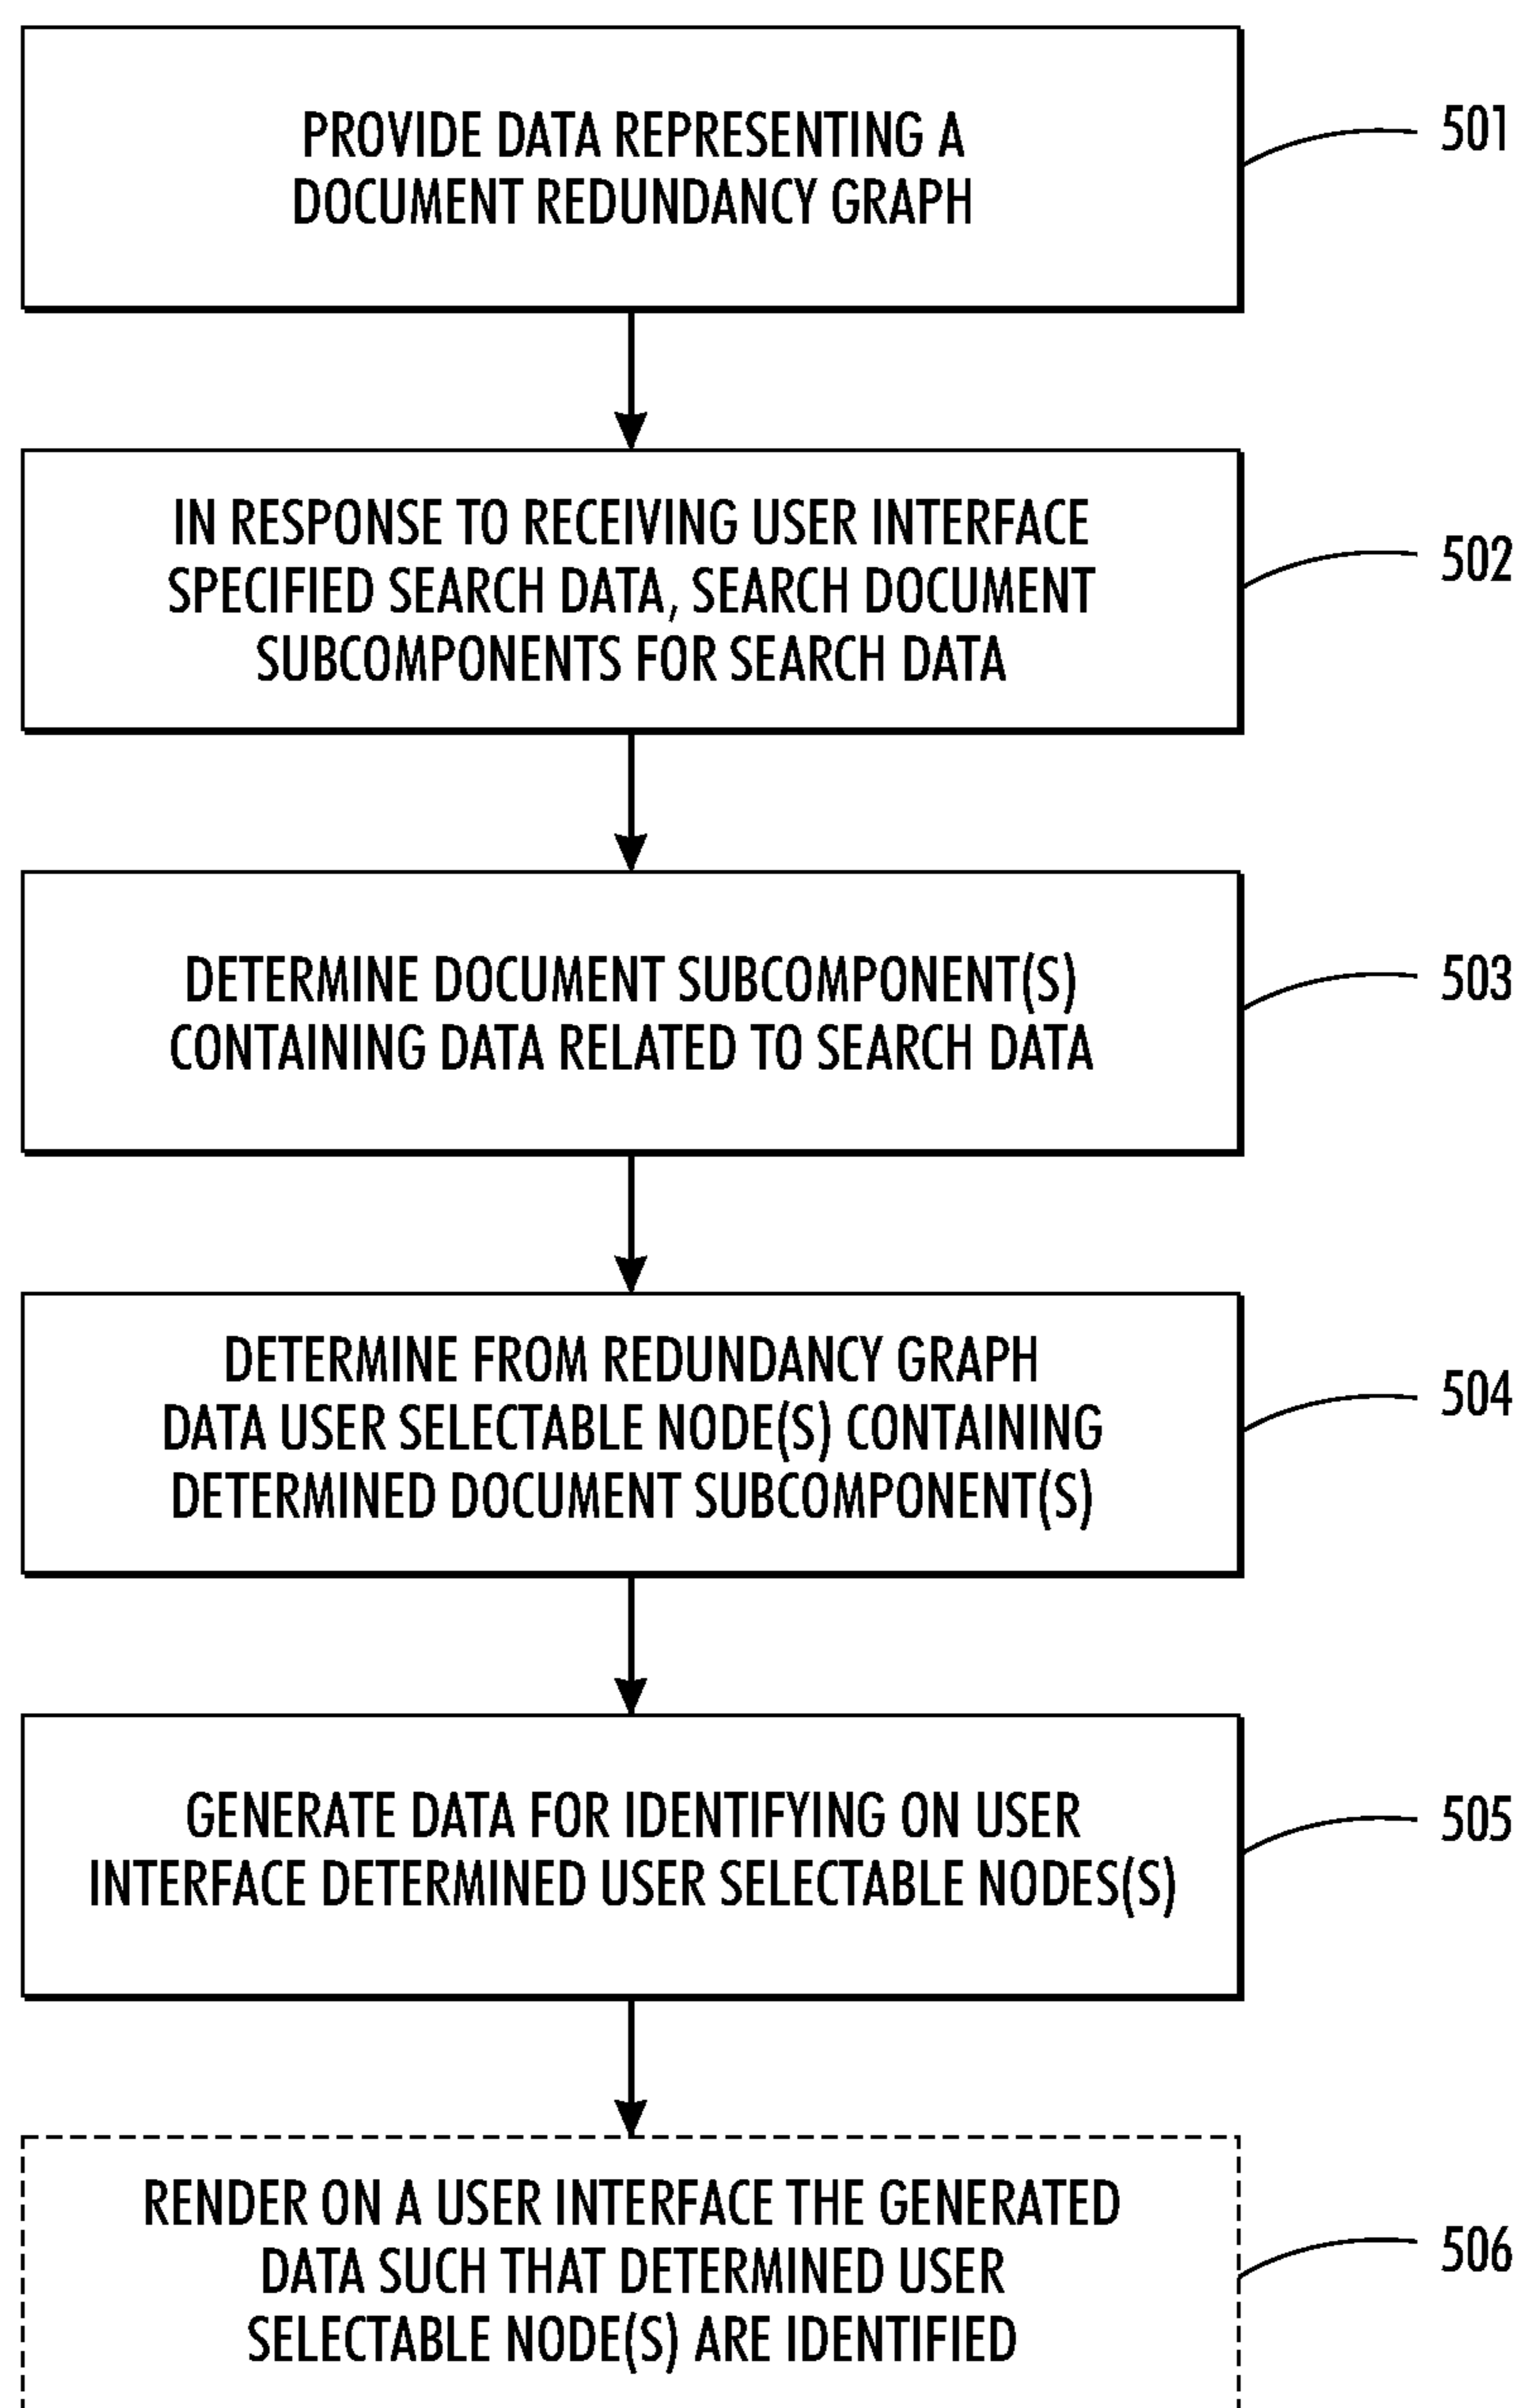 PROVIDE DATA REPRESENTING A
DOCUMENT REDUNDANCY GRAPH
501
IN RESPONSE TO RECEIVING USER INTERFACE
SPECIFIED SEARCH DATA, SEARCH DOCUMENT
SUBCOMPONENTS FOR SEARCH DATA
502
DETERMINE DOCUMENT SUBCOMPONENT(S)
CONTAINING DATA RELATED TO SEARCH DATA
503
DETERMINE FROM REDUNDANCY GRAPH
DATA USER SELECTABLE NODE(S) CONTAINING
DETERMINED DOCUMENT SUBCOMPONENT(S)
504
GENERATE DATA FOR IDENTIFYING ON USER
INTERFACE DETERMINED USER SELECTABLE NODES(S)
505
RENDER ON A USER INTERFACE THE GENERATED
DATA SUCH THAT DETERMINED USER
SELECTABLE NODE(S) ARE IDENTIFIED
506